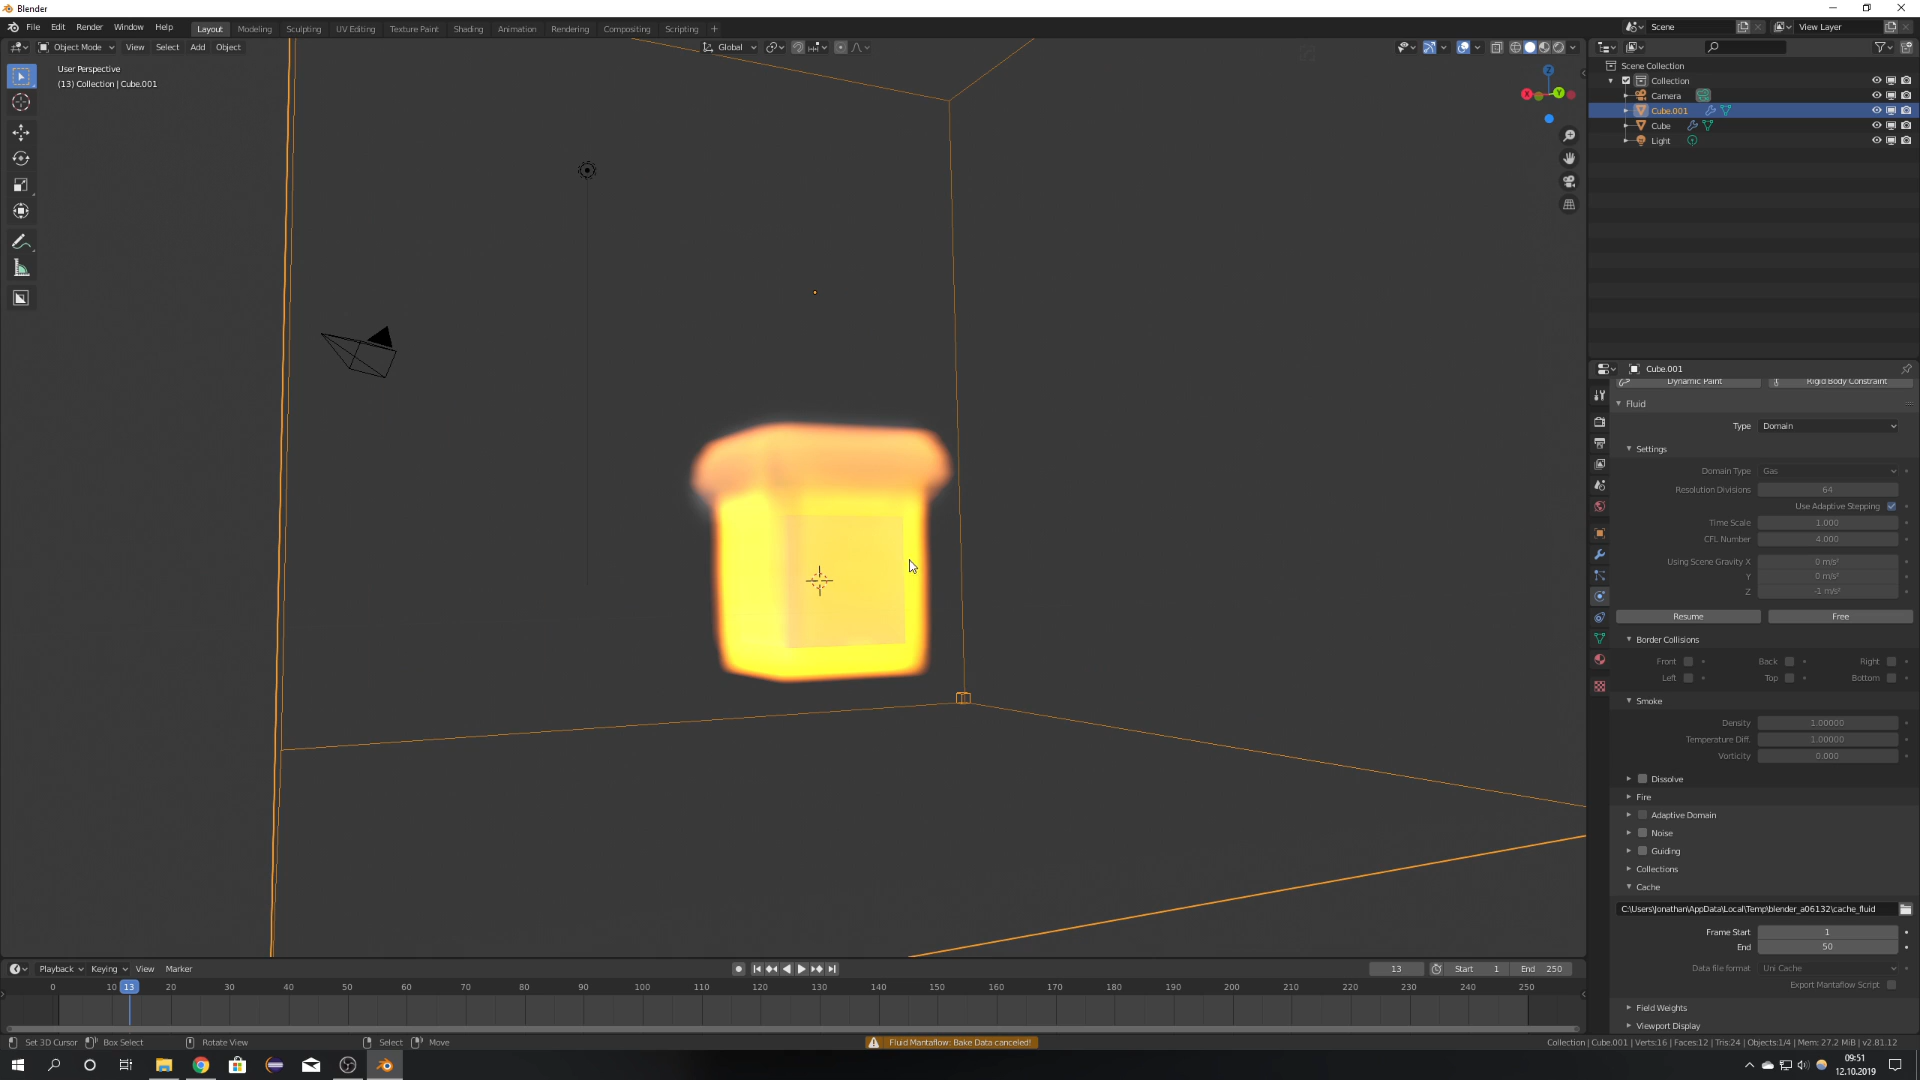 Blender
File Edit Render Window Help
Layout Modeling Sculpting UV Editing Texture Paint Shading Animation Rendering Compositing Scripting +
Scene
View Layer
Object Mode View Select Add Object
Global
User Perspective
(13) Collection | Cube.001
Z
X
Y
Scene Collection
Collection
Camera
Cube.001
Cube
Light
Cube.001
Dynamic Paint Rigid Body Constraint
Fluid
Type Domain
Settings
Domain Type Gas
Resolution Divisions 64
Use Adaptive Stepping
Time Scale 1.000
CFL Number 4.000
Using Scene Gravity X 0 m/s²
Y 0 m/s²
Z -1 m/s²
Resume Free
Border Collisions
Front Back Right
Left Top Bottom
Smoke
Density 1.00000
Temperature Diff. 1.00000
Vorticity 0.000
Dissolve
Fire
Adaptive Domain
Noise
Guiding
Collections
Cache
C:\Users\Jonathan\AppData\Local\Temp\blender_a06132\cache_fluid
Frame Start 1
End 50
Data file format Uni Cache
Export Mantaflow Script
Field Weights
Viewport Display
Playback Keying View Marker
13 Start 1 End 250
0 10 13 20 30 40 50 60 70 80 90 100 110 120 130 140 150 160 170 180 190 200 210 220 230 240 250
Set 3D Cursor Box Select Rotate View Select Move
Fluid Mantaflow: Bake Data canceled!
Collection | Cube.001 | Verts:16 | Faces:12 | Tris:24 | Objects:1/4 | Mem: 27.2 MiB | v2.81.12
09:51
12.10.2019